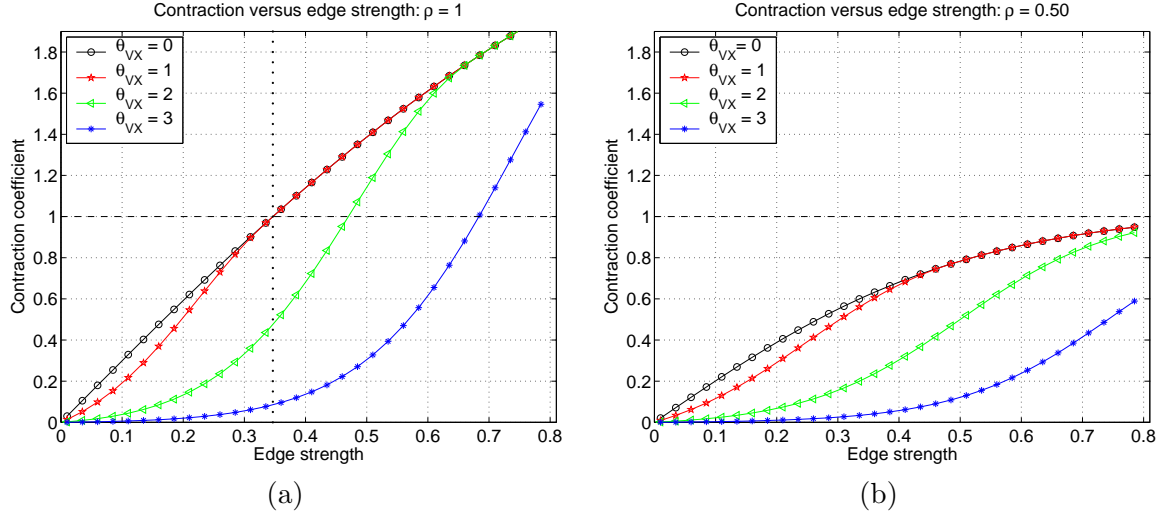 Contraction versus edge strength: ρ = 1
1.8
1.6
1.4
1.2
1
0.8
0.6
0.4
0.2
0
Contraction coefficient
θVX = 0
θVX = 1
θVX = 2
θVX = 3
0 0.1 0.2 0.3 0.4 0.5 0.6 0.7 0.8
Edge strength
(a)
Contraction versus edge strength: ρ = 0.50
1.8
1.6
1.4
1.2
1
0.8
0.6
0.4
0.2
0
Contraction coefficient
θVX = 0
θVX = 1
θVX = 2
θVX = 3
0 0.1 0.2 0.3 0.4 0.5 0.6 0.7 0.8
Edge strength
(b)